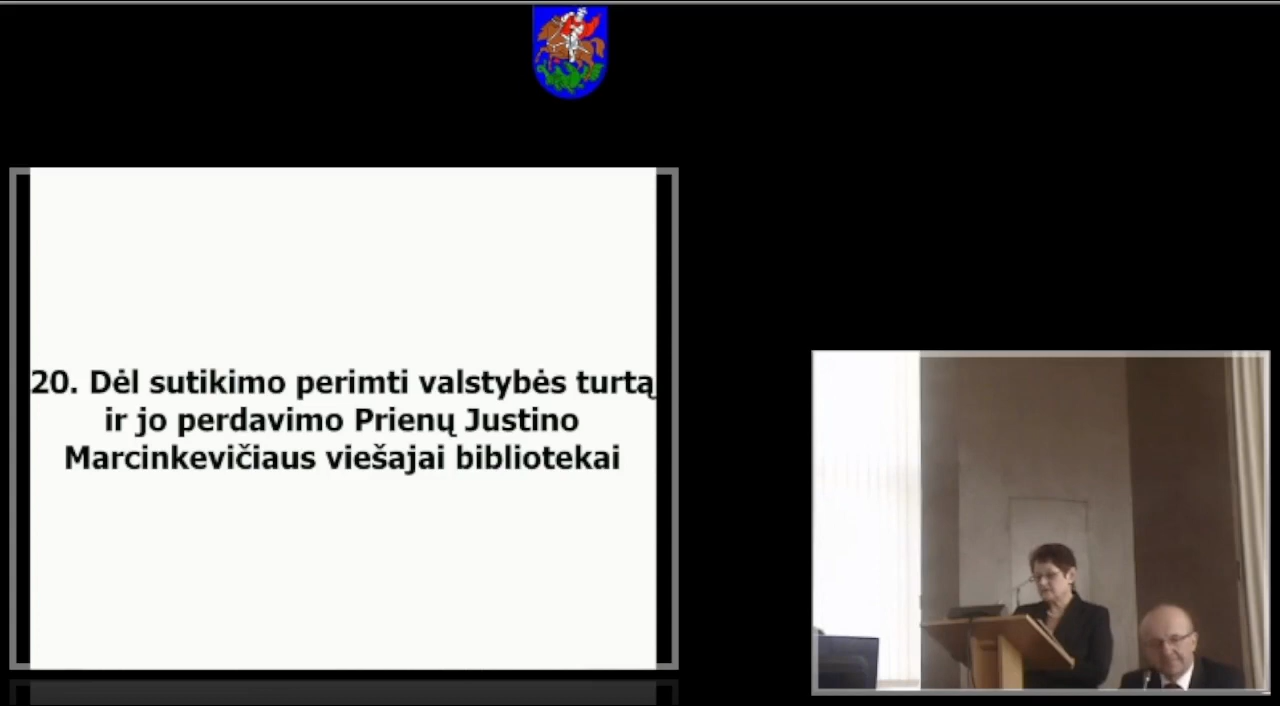 20. Dėl sutikimo perimti valstybės turtą
ir jo perdavimo Prienų Justino
Marcinkevičiaus viešajai bibliotekai